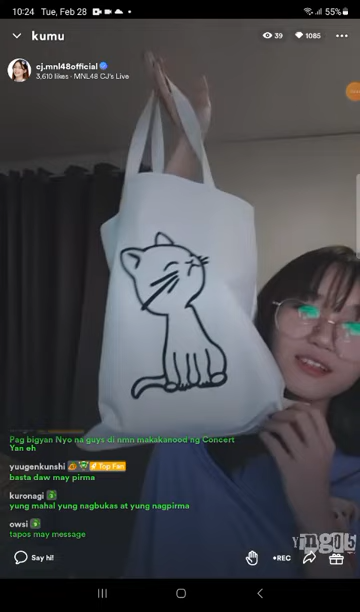 10:24 Tue, Feb 28 55%
kumu 39 1085
cj.mnl48official
3,610 likes · MNL48 CJ's Live
Pag bigyan Nyo na guys di nmn makakanood ng Concert
Yan eh
yuugenkunshi Top Fan
basta daw may pirma
kuronagi
yung mahal yung nagbukas at yung nagpirma
owsi
tapos may message
Say hi! •REC